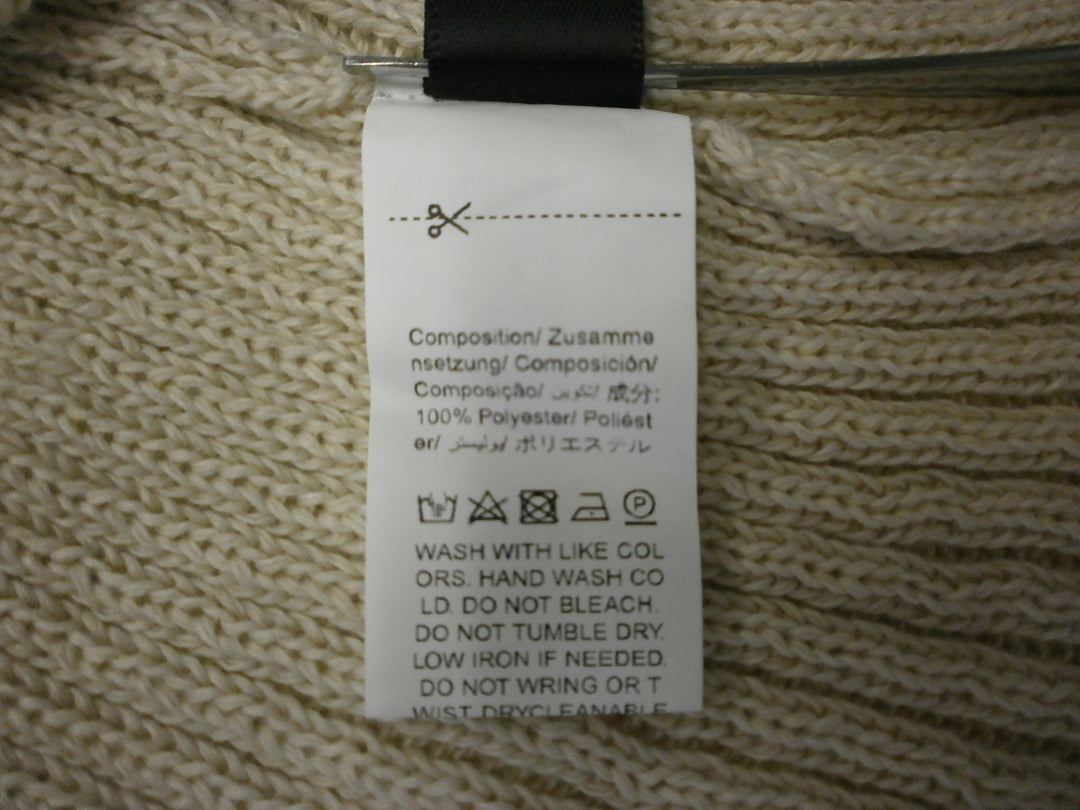 Composition/ Zusamme
nsetzung/ Composición/
Composição/ تكوين/ 成分:
100% Polyester/ Poliést
er/ بوليستر/ ポリエステル
P
WASH WITH LIKE COL
ORS. HAND WASH CO
LD. DO NOT BLEACH.
DO NOT TUMBLE DRY.
LOW IRON IF NEEDED.
DO NOT WRING OR T
WIST. DRYCLEANABLE